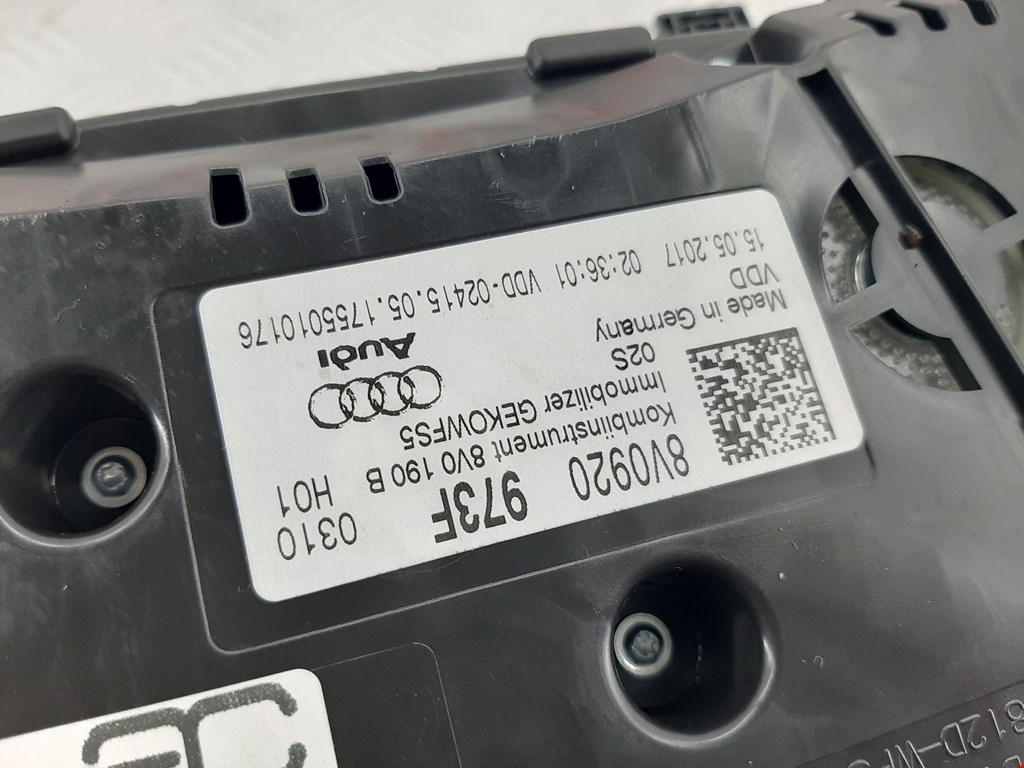 8V0920 973F 0310
Kombiinstrument 8V0 190 B H01
Immobilizer GEKOWFS5
02S
Made in Germany
Audi
VDD
15.05.2017 02:36:01 VDD-02415.05.1755010176